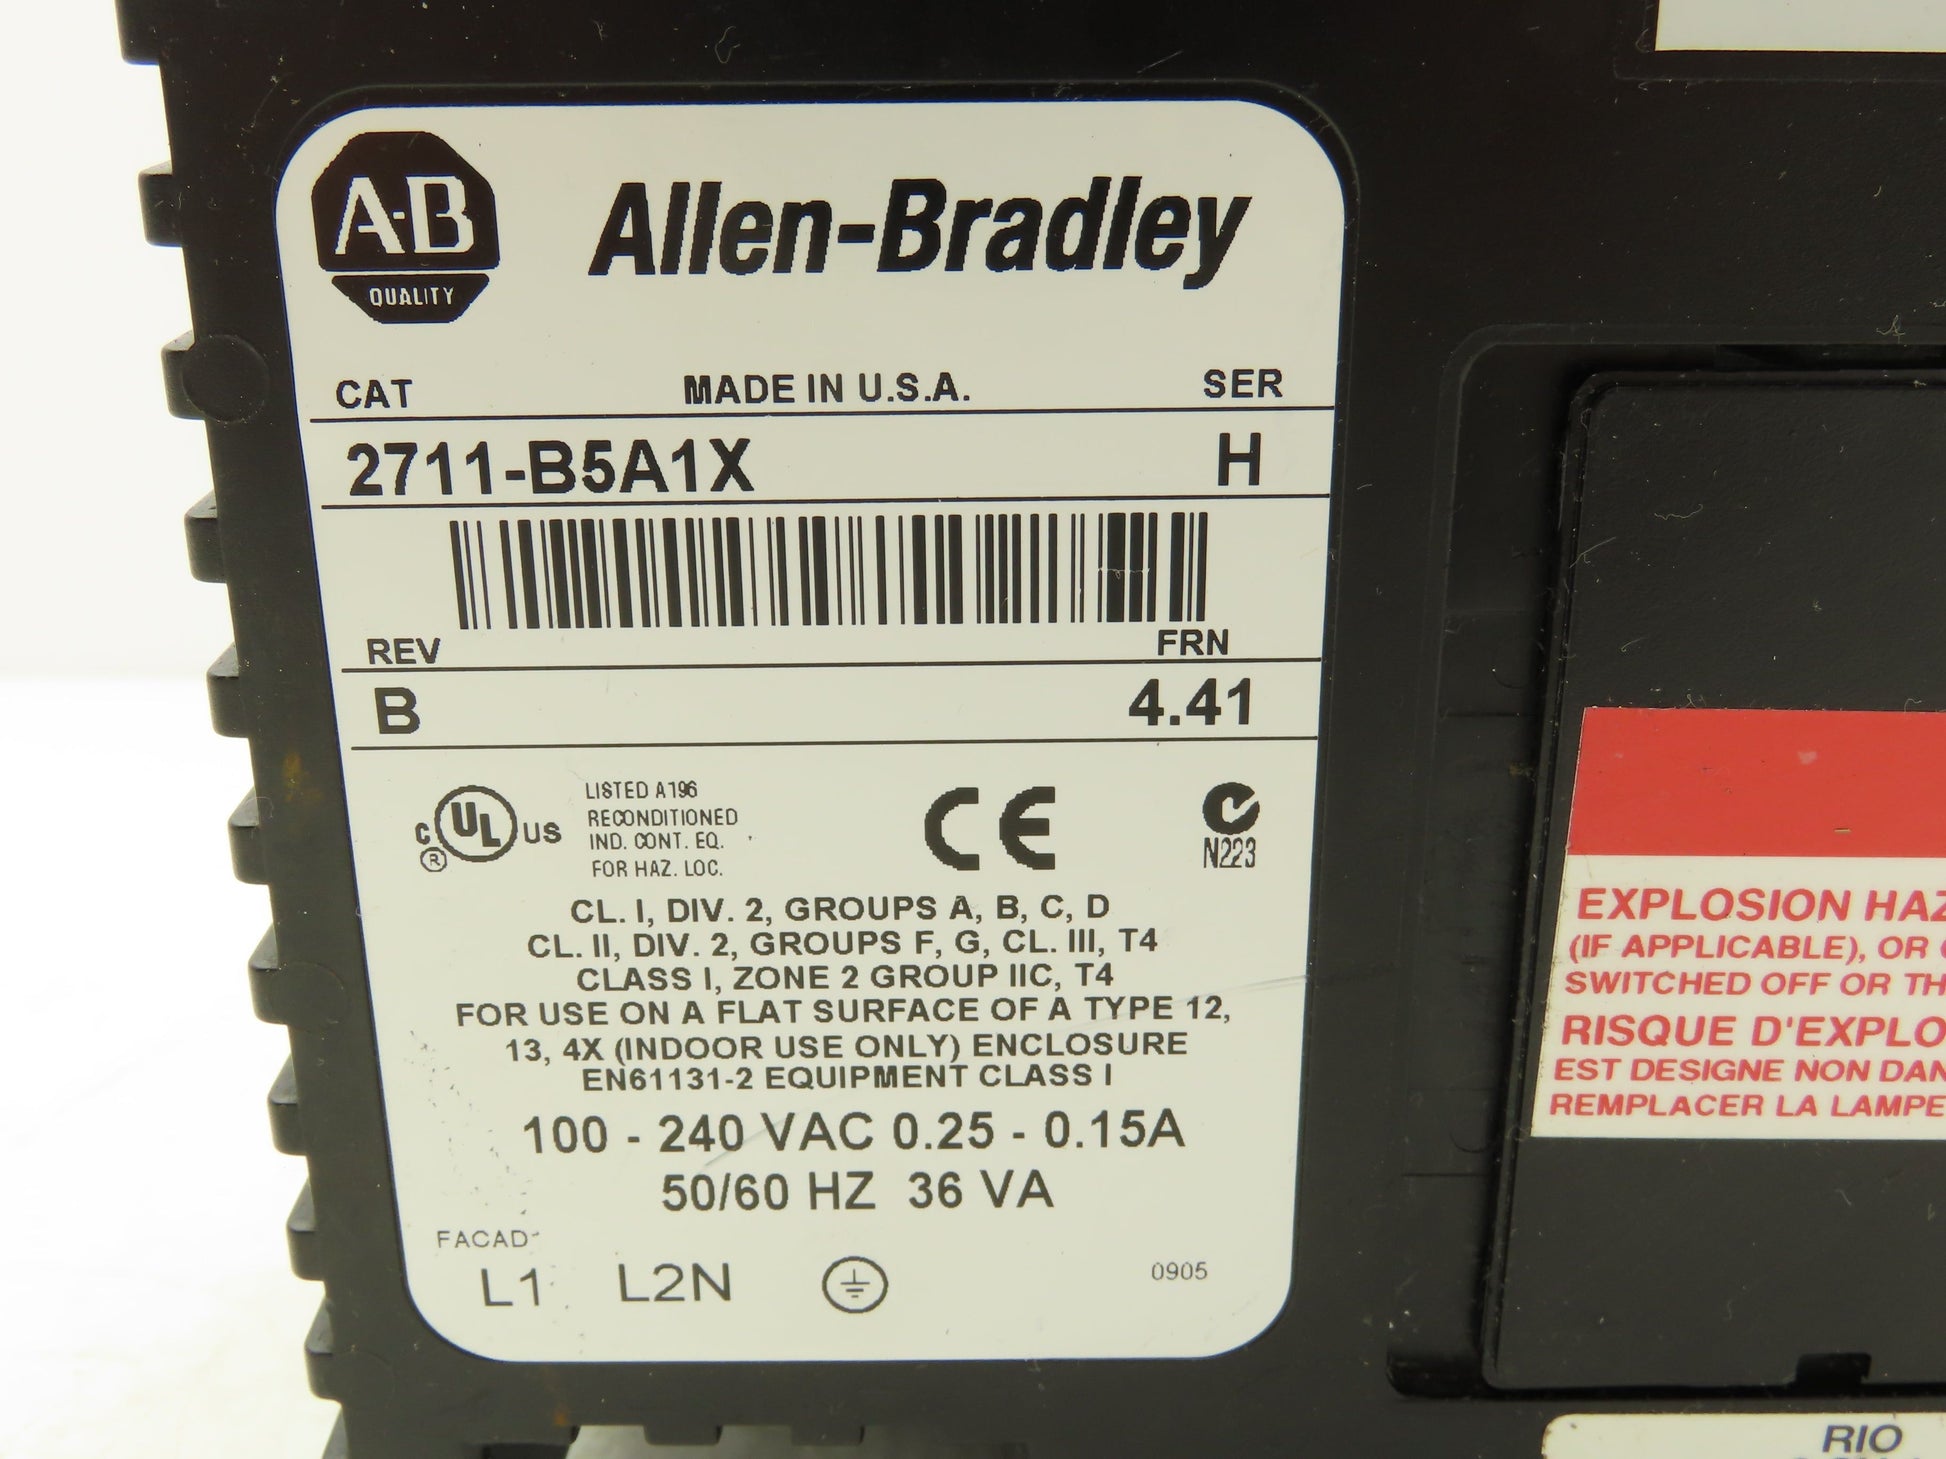 A-B
QUALITY
Allen-Bradley
CAT MADE IN U.S.A. SER
2711-B5A1X H
REV FRN
B 4.41
C UL US ®
LISTED A196
RECONDITIONED
IND. CONT. EQ.
FOR HAZ. LOC.
CE
N223
CL. I, DIV. 2, GROUPS A, B, C, D
CL. II, DIV. 2, GROUPS F, G, CL. III, T4
CLASS I, ZONE 2 GROUP IIC, T4
FOR USE ON A FLAT SURFACE OF A TYPE 12,
13, 4X (INDOOR USE ONLY) ENCLOSURE
EN61131-2 EQUIPMENT CLASS I
100 - 240 VAC 0.25 - 0.15A
50/60 HZ 36 VA
FACAD
L1 L2N 0905
EXPLOSION HAZ
(IF APPLICABLE), OR
SWITCHED OFF OR TH
RISQUE D'EXPLO
EST DESIGNE NON DAN
REMPLACER LA LAMPE
RIO